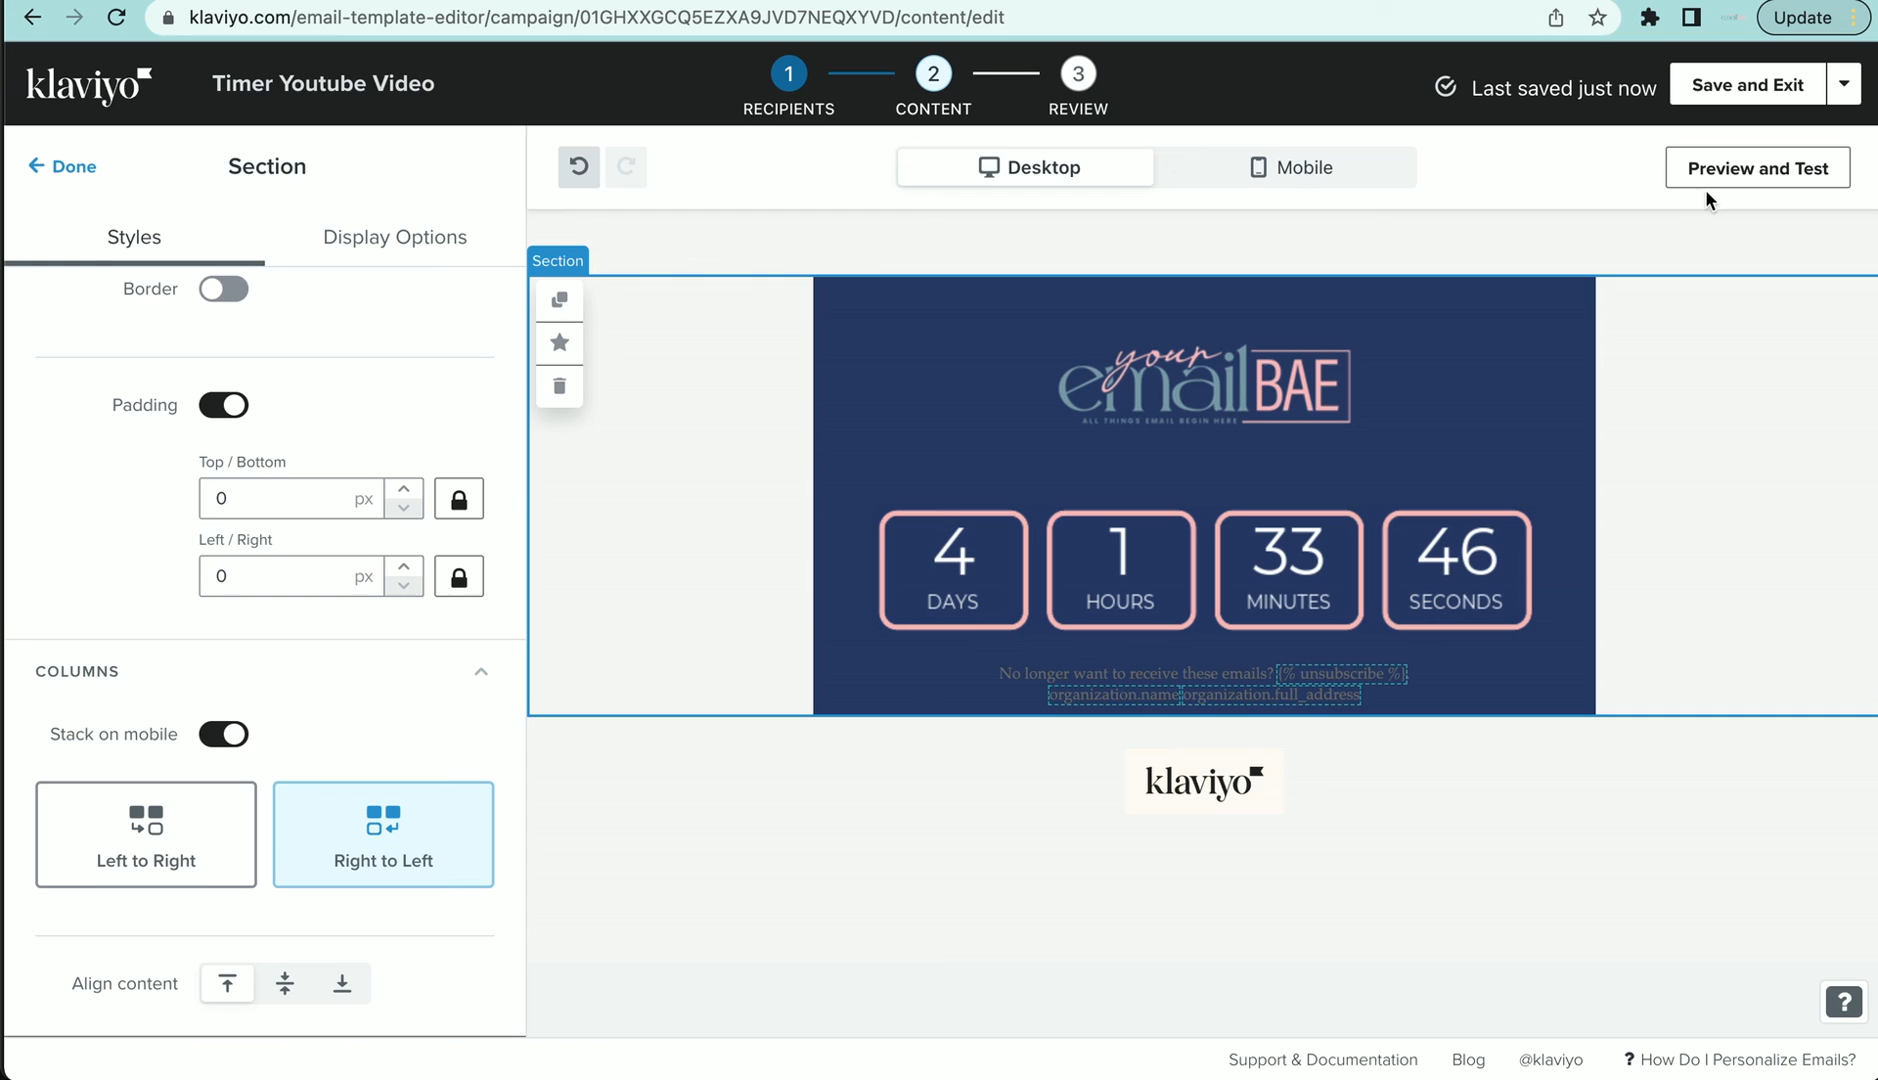 klaviyo.com/email-template-editor/campaign/01GHXXGCQ5EZXA9JVD7NEQXYVD/content/edit
Update
klaviyo
Timer Youtube Video
1
2
3
RECIPIENTS
CONTENT
REVIEW
Last saved just now
Save and Exit
Done
Section
Desktop
Mobile
Preview and Test
Styles
Display Options
Section
Border
Padding
Top / Bottom
0 px
Left / Right
0 px
COLUMNS
Stack on mobile
Left to Right
Right to Left
Align content
your
email BAE
ALL THINGS EMAIL BEGIN HERE
4 1 33 46
DAYS HOURS MINUTES SECONDS
No longer want to receive these emails? {% unsubscribe %}.
organization.name organization.full_address
klaviyo
?
Support & Documentation Blog @klaviyo ? How Do I Personalize Emails?